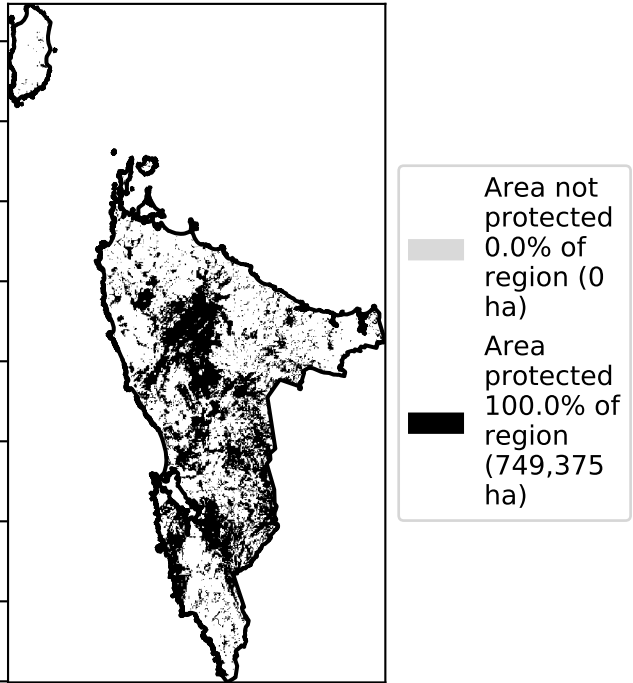 Area not
protected
0.0% of
region (0
ha)
Area
protected
100.0% of
region
(749,375
ha)